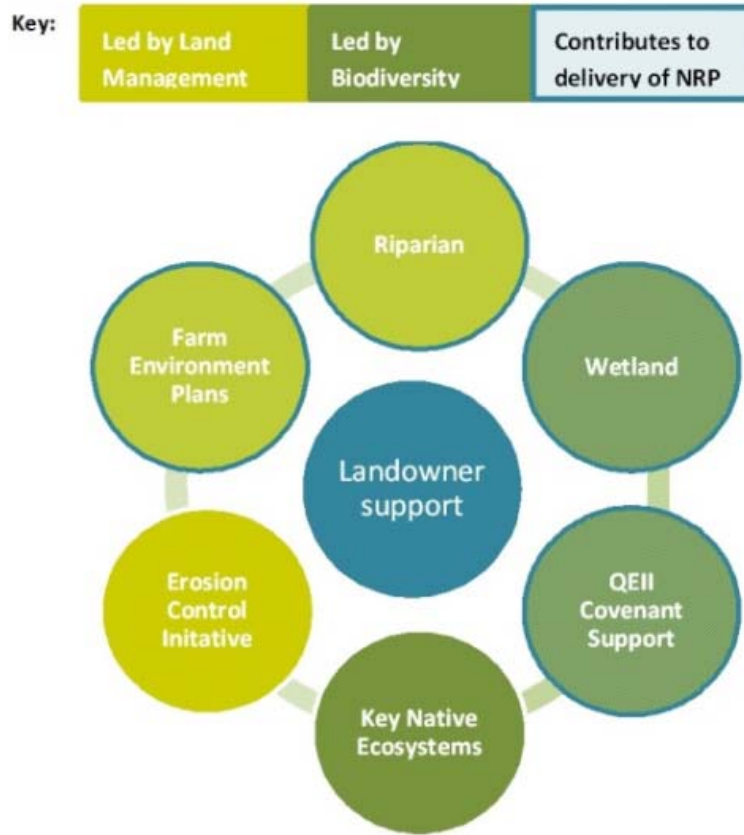 Key:
Led by Land
Management
Led by
Biodiversity
Contributes to
delivery of NRP
Riparian
Farm
Environment
Plans
Wetland
Landowner
support
Erosion
Control
Initative
QEII
Covenant
Support
Key Native
Ecosystems